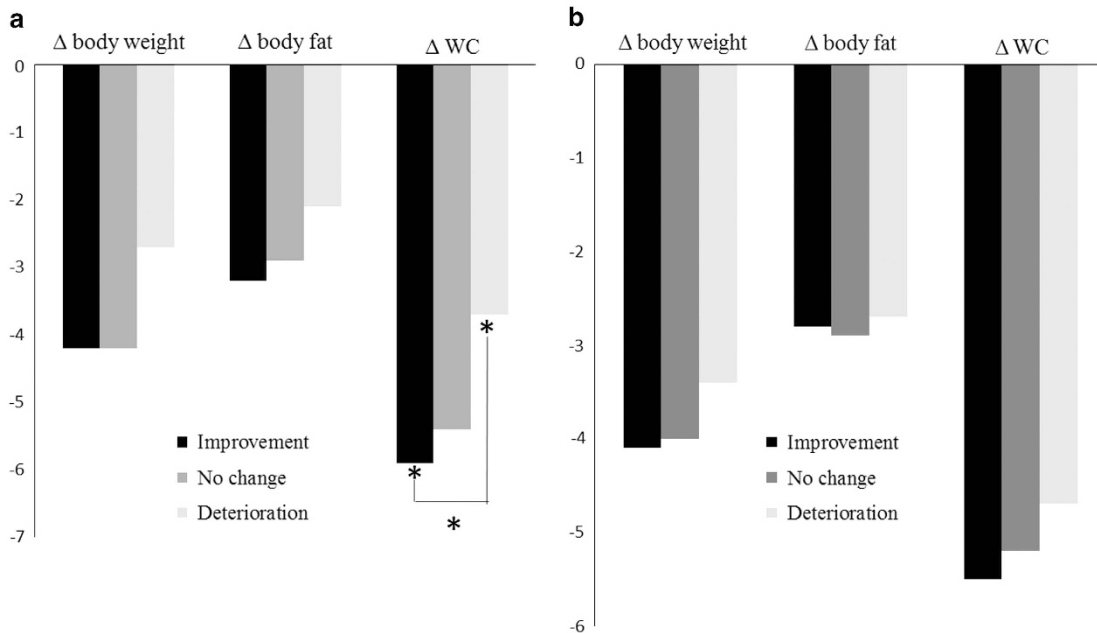 a
Δ body weight Δ body fat Δ WC
0
-1
-2
-3
-4
-5
-6
-7
*
*
*
Improvement
No change
Deterioration
b
Δ body weight Δ body fat Δ WC
0
-1
-2
-3
-4
-5
-6
Improvement
No change
Deterioration